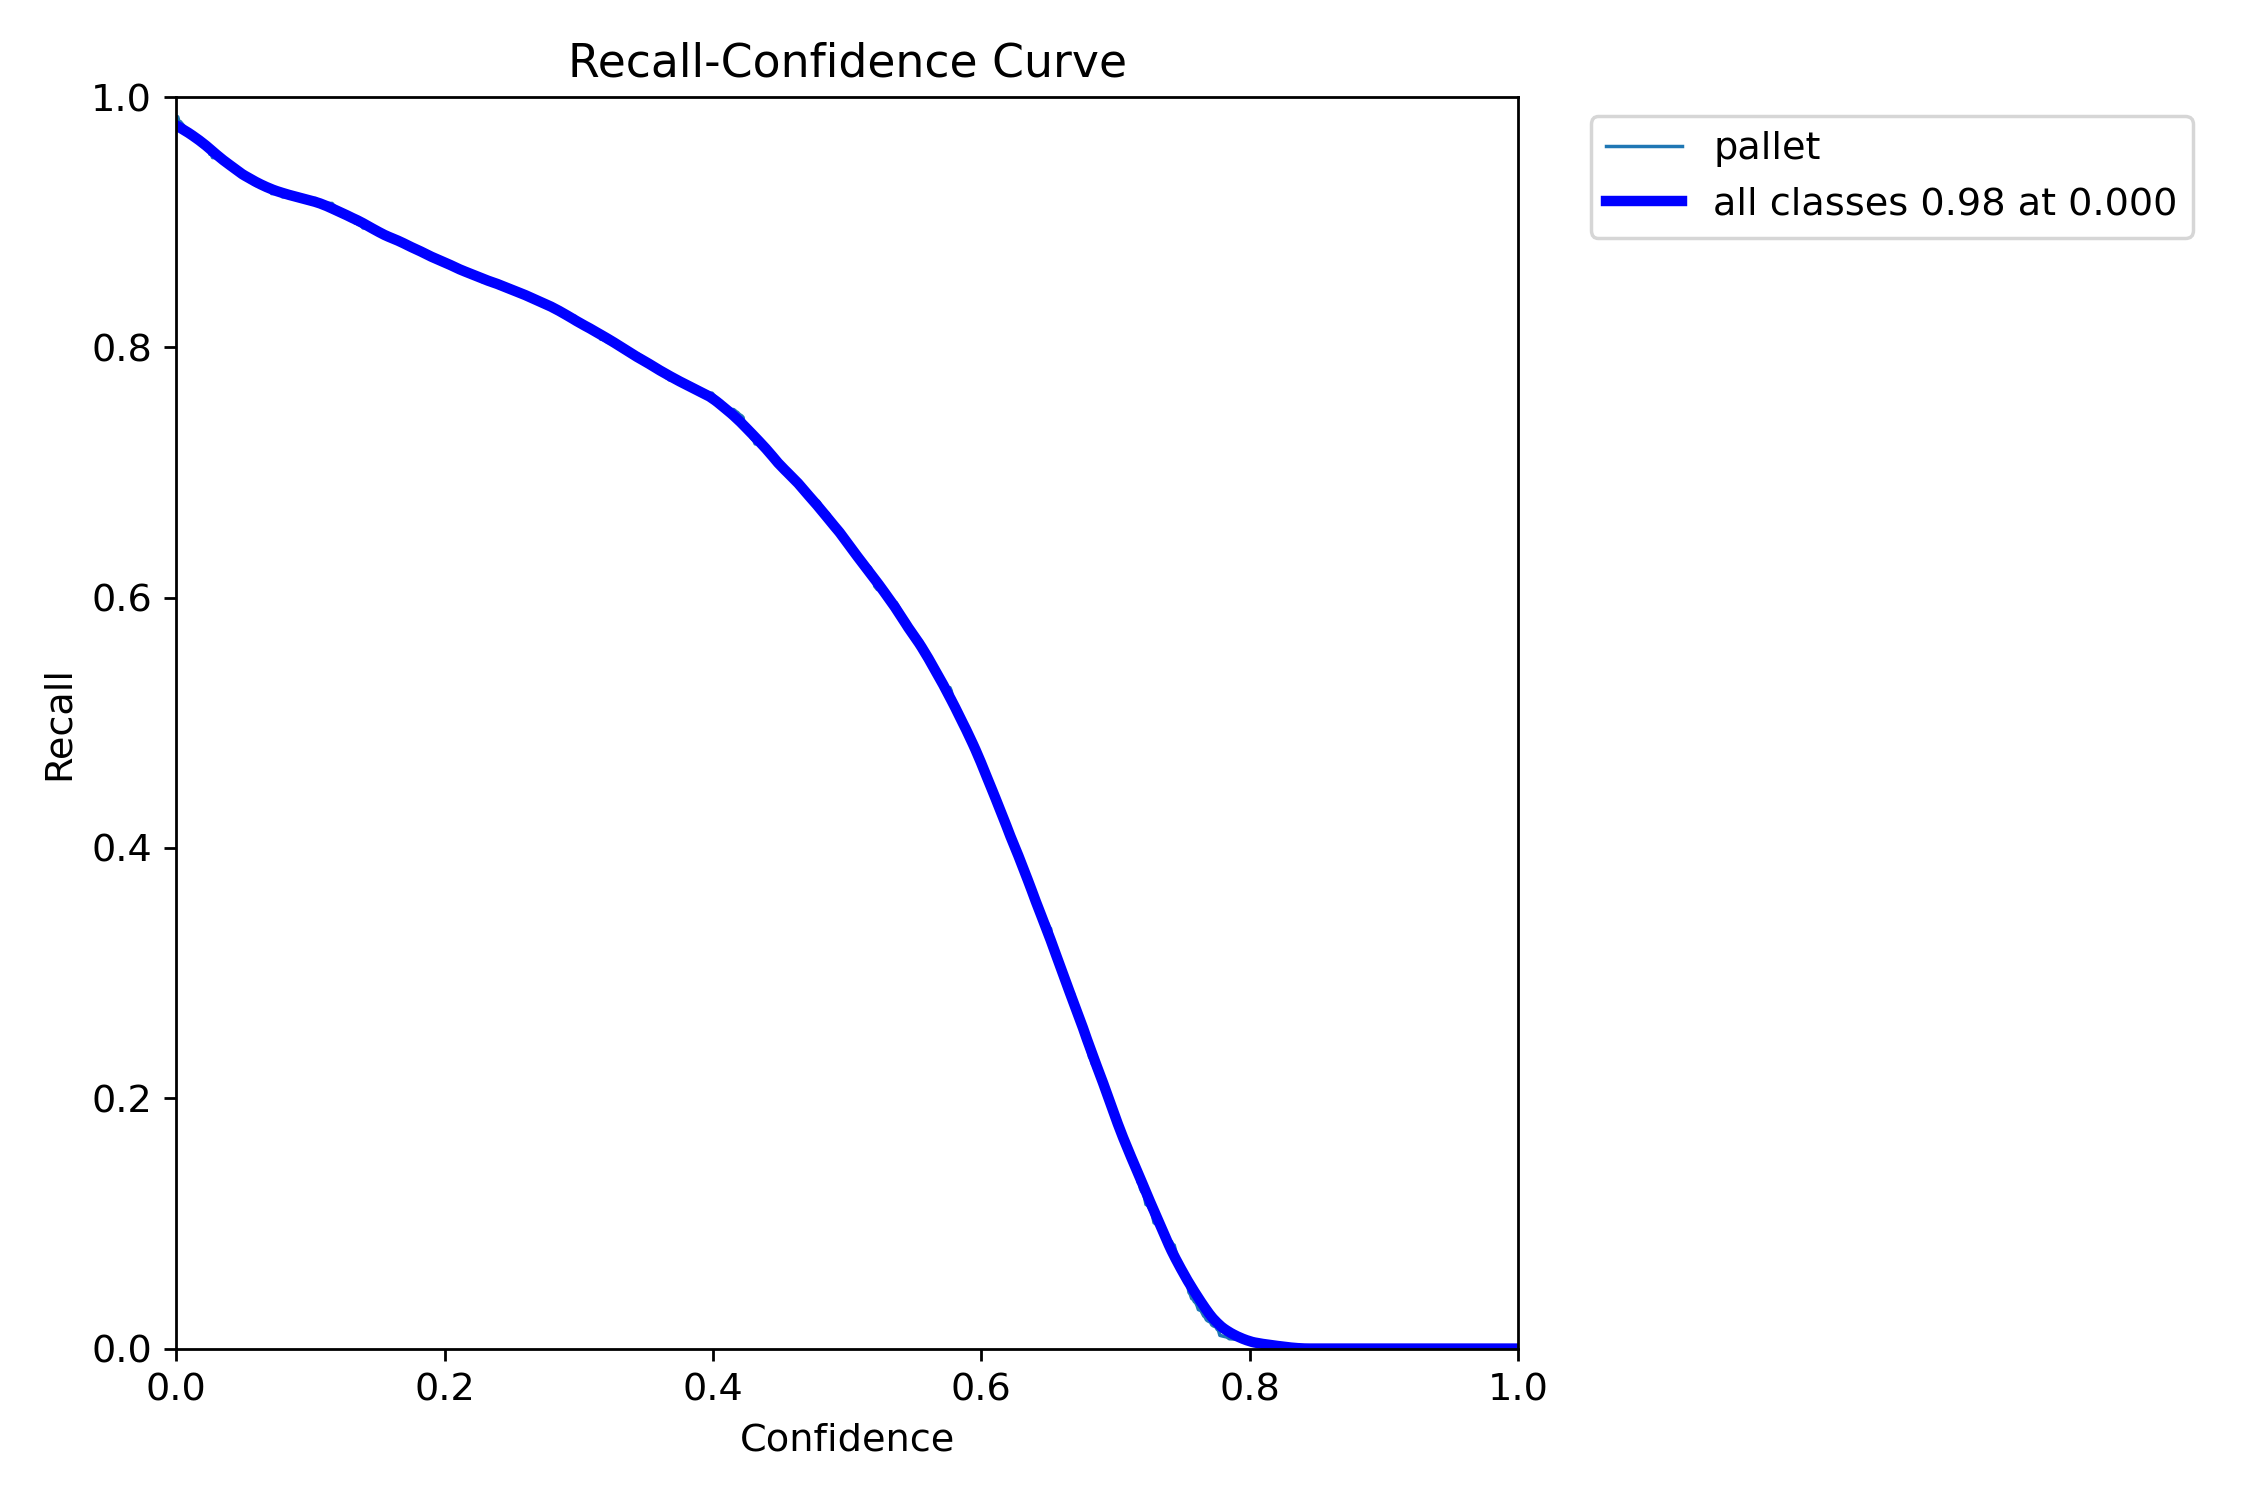 Recall-Confidence Curve
1.0
0.8
0.6
0.4
0.2
0.0
Recall
0.0 0.2 0.4 0.6 0.8 1.0
Confidence
pallet
all classes 0.98 at 0.000